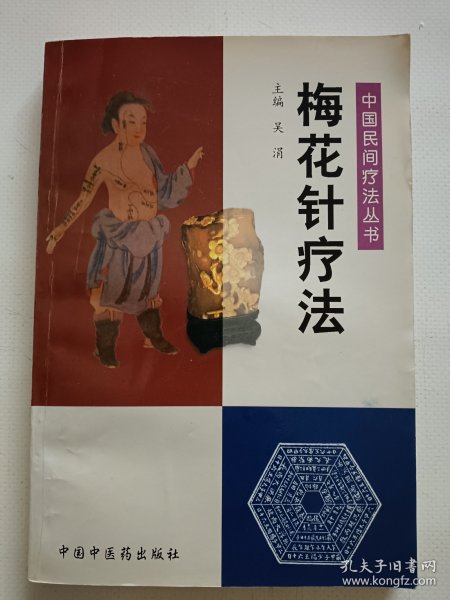 中国民间疗法丛书
梅花针疗法
主编 吴 涓
中国中医药出版社
孔夫子旧书网
www.kongfz.com